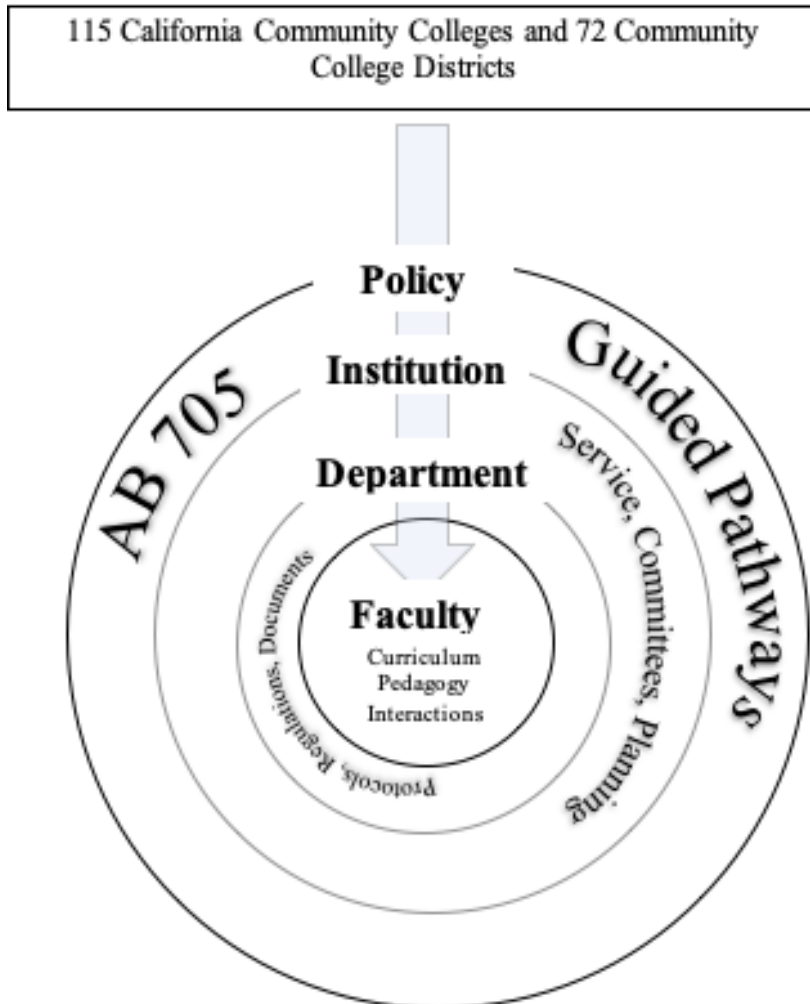 115 California Community Colleges and 72 Community
College Districts
Policy
AB 705
Guided Pathways
Institution
Service, Committees, Planning
Department
Protocols, Regulations, Documents
Faculty
Curriculum
Pedagogy
Interactions